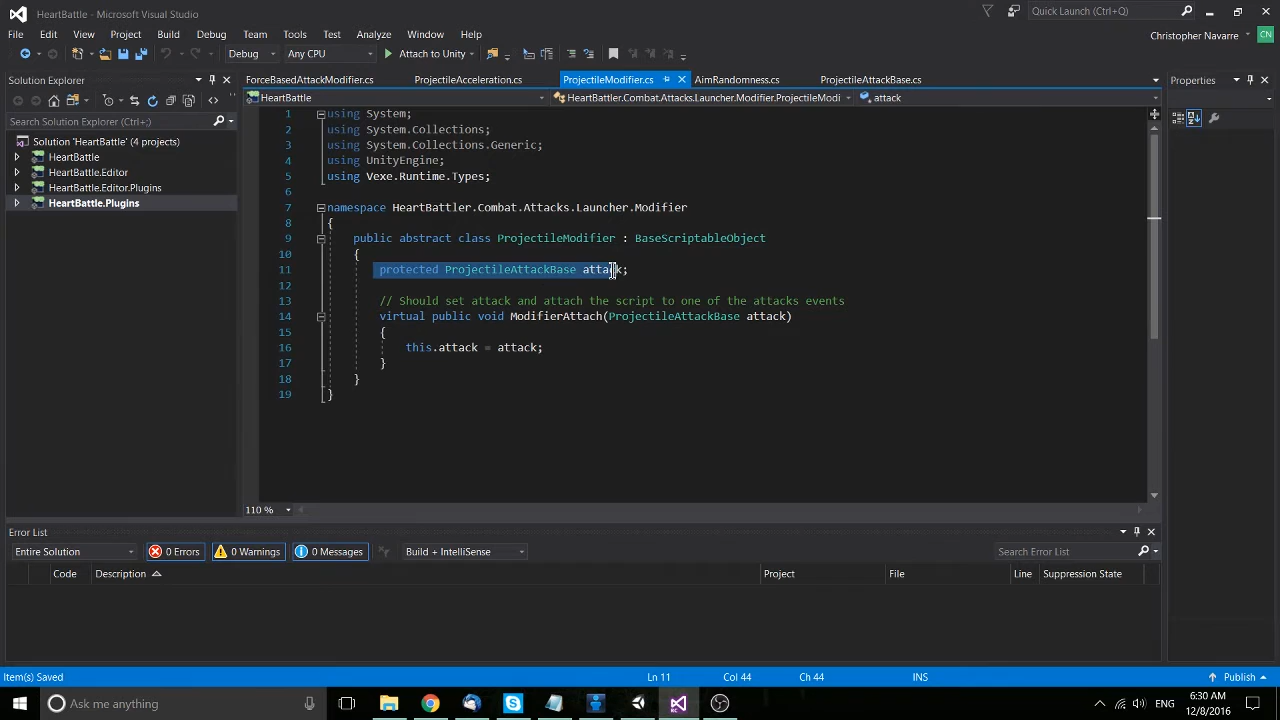 HeartBattle - Microsoft Visual Studio
Quick Launch (Ctrl+Q)
File Edit View Project Build Debug Team Tools Test Analyze Window Help
Christopher Navarre CN
Debug Any CPU Attach to Unity
Solution Explorer
ForceBasedAttackModifier.cs ProjectileAcceleration.cs ProjectileModifier.cs AimRandomness.cs ProjectileAttackBase.cs
Properties
HeartBattle HeartBattler.Combat.Attacks.Launcher.Modifier.ProjectileModi attack
Search Solution Explorer (Ctrl+;)
Solution 'HeartBattle' (4 projects)
HeartBattle
HeartBattle.Editor
HeartBattle.Editor.Plugins
HeartBattle.Plugins
1 using System;
2 using System.Collections;
3 using System.Collections.Generic;
4 using UnityEngine;
5 using Vexe.Runtime.Types;
6
7 namespace HeartBattler.Combat.Attacks.Launcher.Modifier
8 {
9 public abstract class ProjectileModifier : BaseScriptableObject
10 {
11 protected ProjectileAttackBase attack;
12
13 // Should set attack and attach the script to one of the attacks events
14 virtual public void ModifierAttach(ProjectileAttackBase attack)
15 {
16 this.attack = attack;
17 }
18 }
19 }
110 %
Error List
Entire Solution 0 Errors 0 Warnings 0 Messages Build + IntelliSense Search Error List
Code Description Project File Line Suppression State
Item(s) Saved Ln 11 Col 44 Ch 44 INS Publish
Ask me anything ENG 6:30 AM
12/8/2016